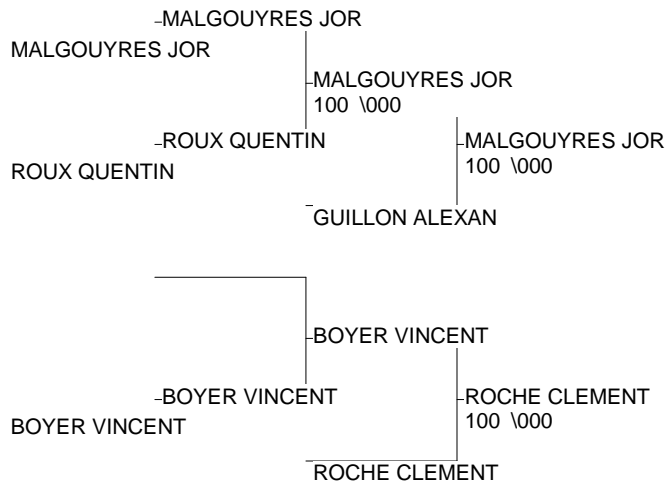 MALGOUYRES JOR
MALGOUYRES JOR
MALGOUYRES JOR
100 \000
ROUX QUENTIN
MALGOUYRES JOR
ROUX QUENTIN
100 \000
GUILLON ALEXAN
BOYER VINCENT
BOYER VINCENT
ROCHE CLEMENT
BOYER VINCENT
100 \000
ROCHE CLEMENT